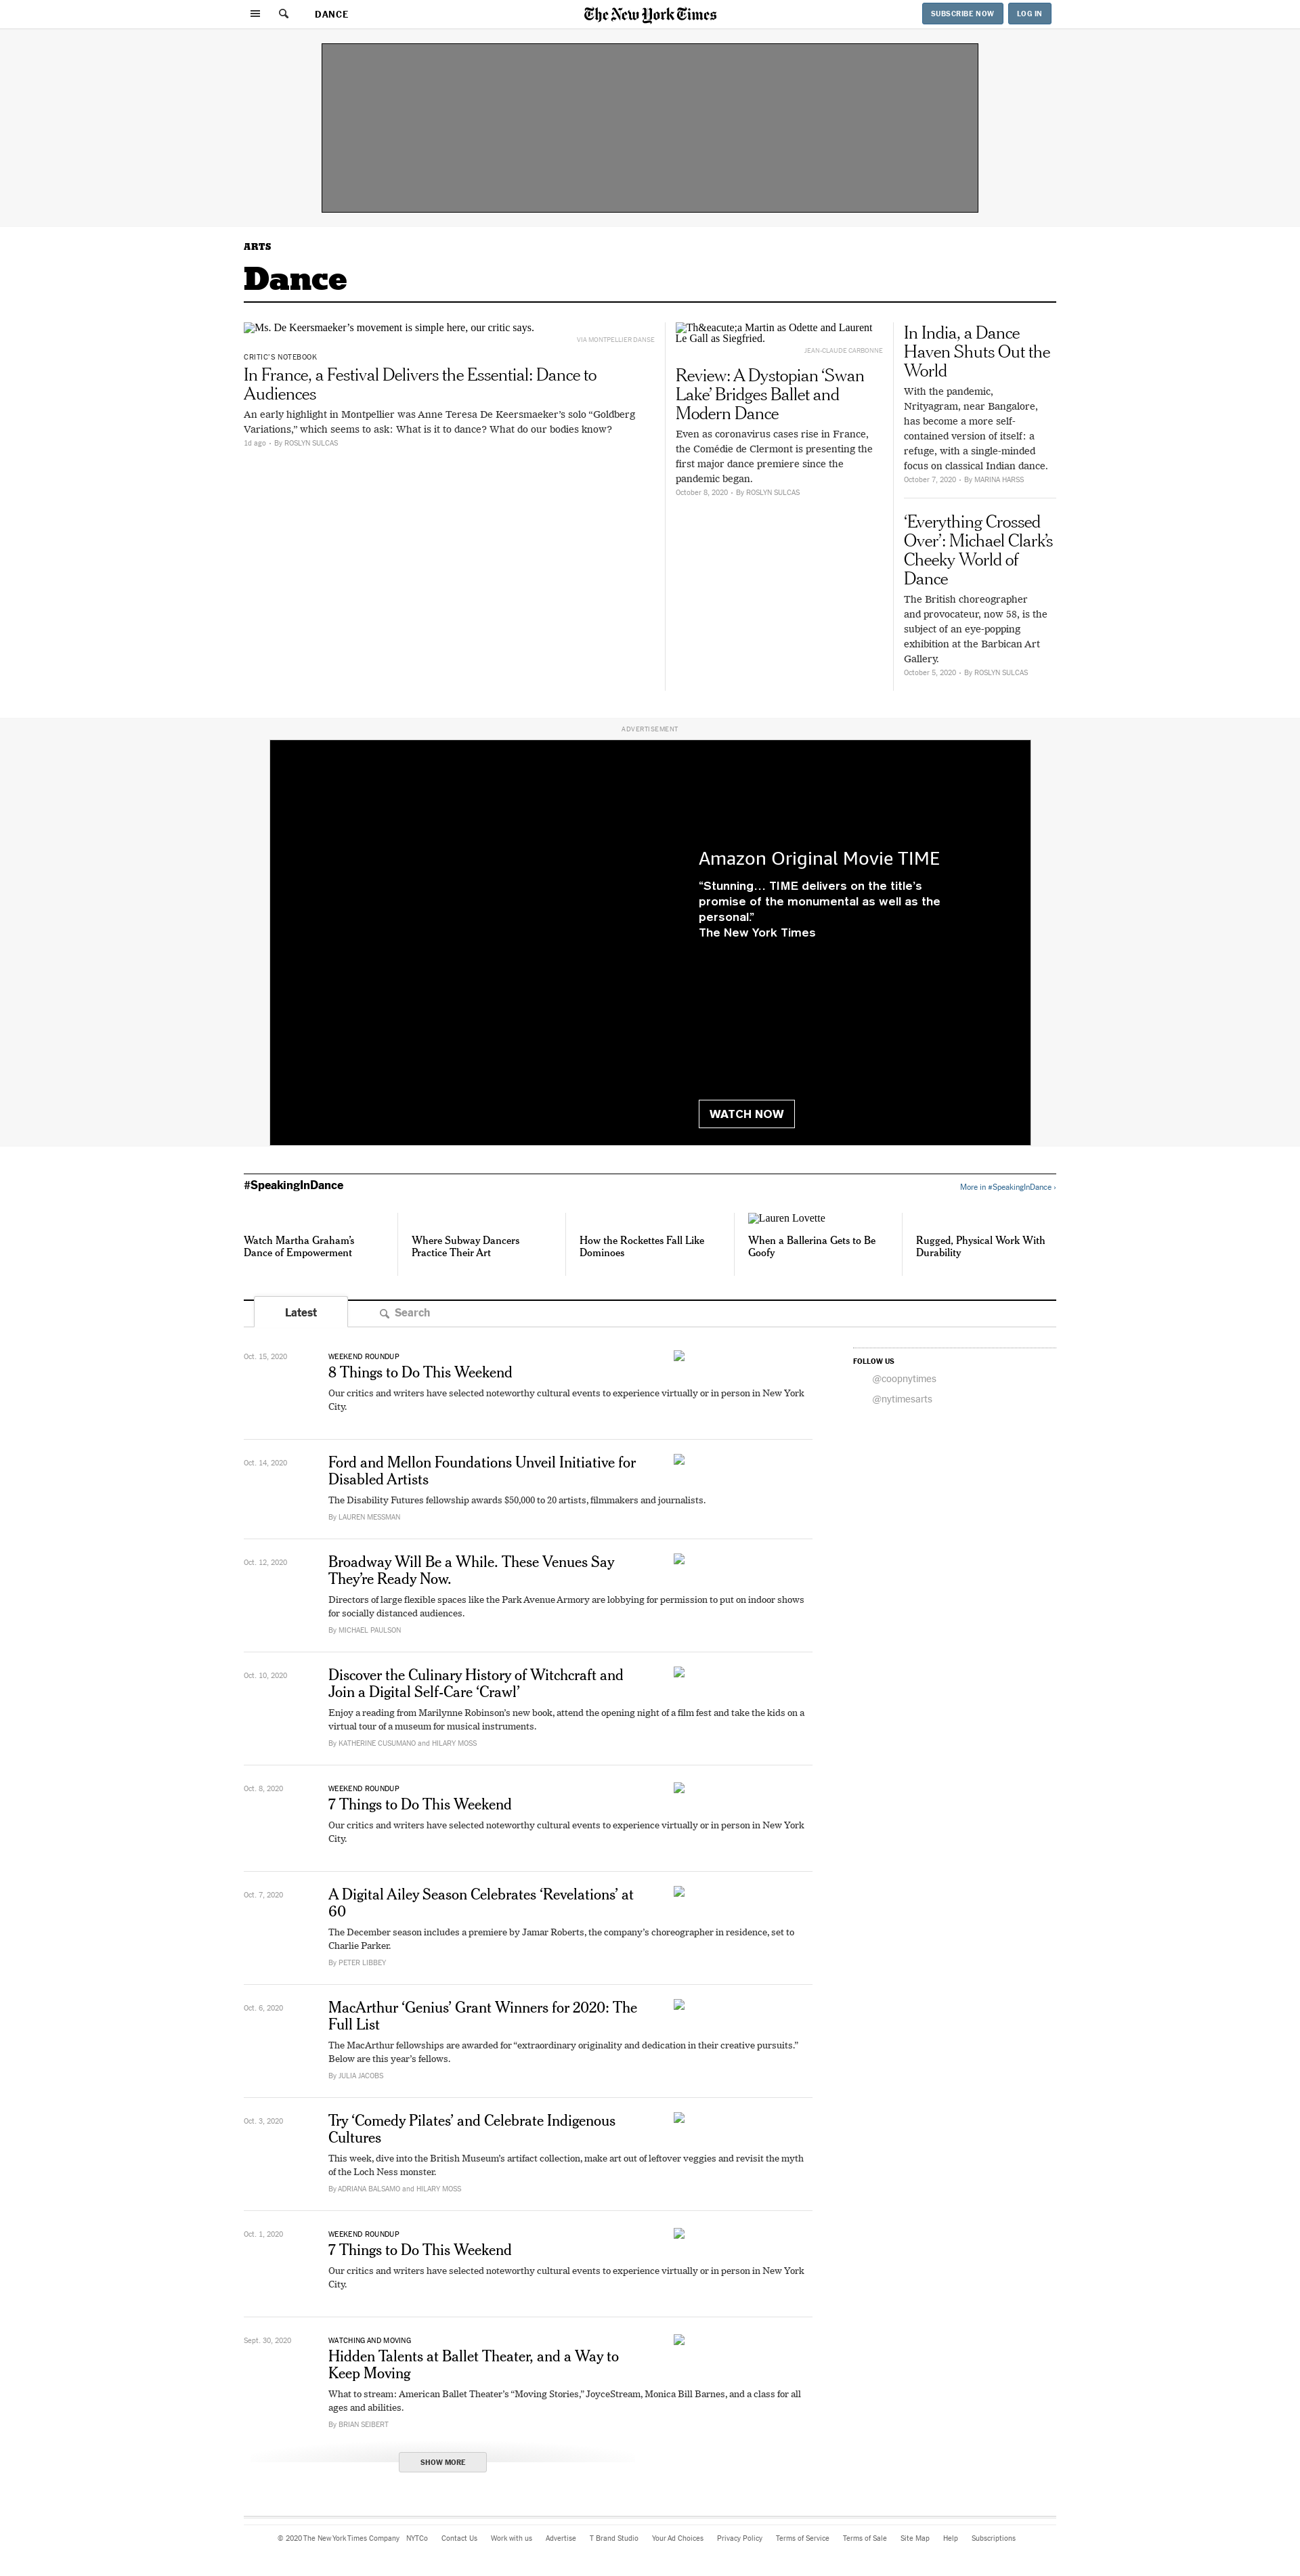 DANCE
The New York Times
SUBSCRIBE NOW
LOG IN
ARTS
Dance
Ms. De Keersmaeker’s movement is simple here, our critic says.
VIA MONTPELLIER DANSE
CRITIC’S NOTEBOOK
In France, a Festival Delivers the Essential: Dance to
Audiences
An early highlight in Montpellier was Anne Teresa De Keersmaeker’s solo “Goldberg
Variations,” which seems to ask: What is it to dance? What do our bodies know?
1d ago • By ROSLYN SULCAS
Th&eacute;a Martin as Odette and Laurent
Le Gall as Siegfried.
JEAN-CLAUDE CARBONNE
Review: A Dystopian ‘Swan
Lake’ Bridges Ballet and
Modern Dance
Even as coronavirus cases rise in France,
the Comédie de Clermont is presenting the
first major dance premiere since the
pandemic began.
October 8, 2020 • By ROSLYN SULCAS
In India, a Dance
Haven Shuts Out the
World
With the pandemic,
Nrityagram, near Bangalore,
has become a more self-
contained version of itself: a
refuge, with a single-minded
focus on classical Indian dance.
October 7, 2020 • By MARINA HARSS
‘Everything Crossed
Over’: Michael Clark’s
Cheeky World of
Dance
The British choreographer
and provocateur, now 58, is the
subject of an eye-popping
exhibition at the Barbican Art
Gallery.
October 5, 2020 • By ROSLYN SULCAS
ADVERTISEMENT
Amazon Original Movie TIME
“Stunning… TIME delivers on the title’s
promise of the monumental as well as the
personal.”
The New York Times
WATCH NOW
#SpeakingInDance
More in #SpeakingInDance ›
Watch Martha Graham’s
Dance of Empowerment
Where Subway Dancers
Practice Their Art
How the Rockettes Fall Like
Dominoes
Lauren Lovette
When a Ballerina Gets to Be
Goofy
Rugged, Physical Work With
Durability
Latest
Search
Oct. 15, 2020
WEEKEND ROUNDUP
8 Things to Do This Weekend
Our critics and writers have selected noteworthy cultural events to experience virtually or in person in New York
City.
FOLLOW US
@coopnytimes
@nytimesarts
Oct. 14, 2020
Ford and Mellon Foundations Unveil Initiative for
Disabled Artists
The Disability Futures fellowship awards $50,000 to 20 artists, filmmakers and journalists.
By LAUREN MESSMAN
Oct. 12, 2020
Broadway Will Be a While. These Venues Say
They’re Ready Now.
Directors of large flexible spaces like the Park Avenue Armory are lobbying for permission to put on indoor shows
for socially distanced audiences.
By MICHAEL PAULSON
Oct. 10, 2020
Discover the Culinary History of Witchcraft and
Join a Digital Self-Care ‘Crawl’
Enjoy a reading from Marilynne Robinson’s new book, attend the opening night of a film fest and take the kids on a
virtual tour of a museum for musical instruments.
By KATHERINE CUSUMANO and HILARY MOSS
Oct. 8, 2020
WEEKEND ROUNDUP
7 Things to Do This Weekend
Our critics and writers have selected noteworthy cultural events to experience virtually or in person in New York
City.
Oct. 7, 2020
A Digital Ailey Season Celebrates ‘Revelations’ at
60
The December season includes a premiere by Jamar Roberts, the company’s choreographer in residence, set to
Charlie Parker.
By PETER LIBBEY
Oct. 6, 2020
MacArthur ‘Genius’ Grant Winners for 2020: The
Full List
The MacArthur fellowships are awarded for “extraordinary originality and dedication in their creative pursuits.”
Below are this year’s fellows.
By JULIA JACOBS
Oct. 3, 2020
Try ‘Comedy Pilates’ and Celebrate Indigenous
Cultures
This week, dive into the British Museum’s artifact collection, make art out of leftover veggies and revisit the myth
of the Loch Ness monster.
By ADRIANA BALSAMO and HILARY MOSS
Oct. 1, 2020
WEEKEND ROUNDUP
7 Things to Do This Weekend
Our critics and writers have selected noteworthy cultural events to experience virtually or in person in New York
City.
Sept. 30, 2020
WATCHING AND MOVING
Hidden Talents at Ballet Theater, and a Way to
Keep Moving
What to stream: American Ballet Theater’s “Moving Stories,” JoyceStream, Monica Bill Barnes, and a class for all
ages and abilities.
By BRIAN SEIBERT
SHOW MORE
© 2020 The New York Times Company NYTCo Contact Us Work with us Advertise T Brand Studio Your Ad Choices Privacy Policy Terms of Service Terms of Sale Site Map Help Subscriptions